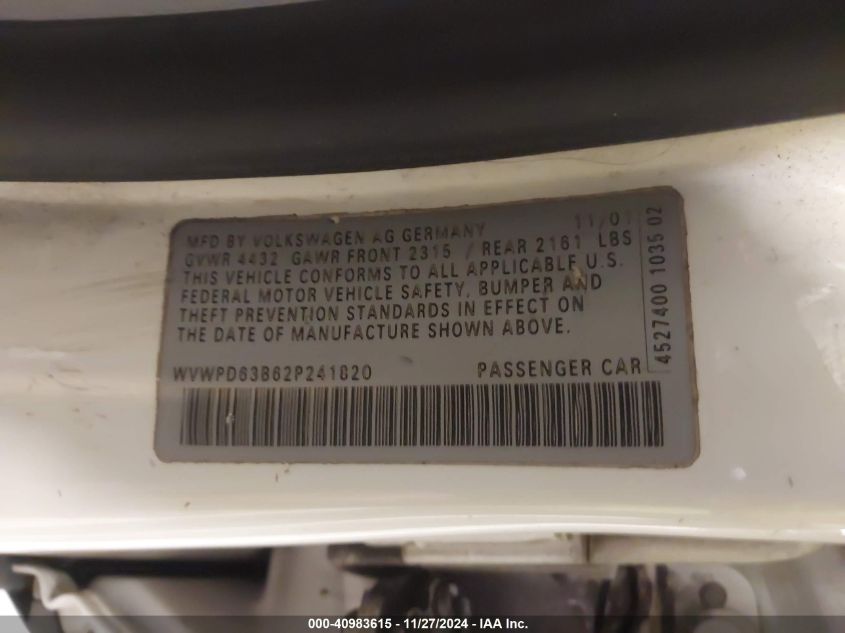 MFD BY VOLKSWAGEN AG GERMANY 11/01
GVWR 4432 GAWR FRONT 2315 / REAR 2161 LBS
THIS VEHICLE CONFORMS TO ALL APPLICABLE U.S.
FEDERAL MOTOR VEHICLE SAFETY, BUMPER AND
THEFT PREVENTION STANDARDS IN EFFECT ON
THE DATE OF MANUFACTURE SHOWN ABOVE.
WVWPD63B62P241820 PASSENGER CAR
4527400 1035 02
000-40983615 - 11/27/2024 - IAA Inc.